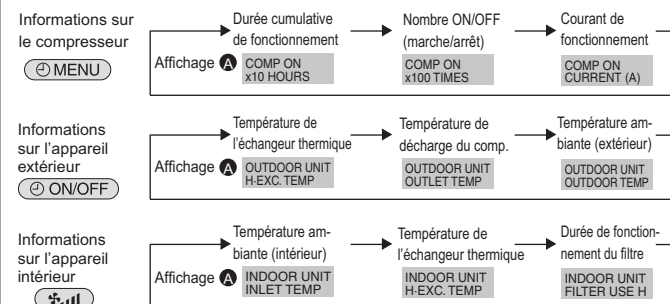 Informations sur
le compresseur
MENU
Affichage A
Durée cumulative
de fonctionnement
COMP ON
x10 HOURS
Nombre ON/OFF
(marche/arrêt)
COMP ON
x100 TIMES
Courant de
fonctionnement
COMP ON
CURRENT (A)
Informations
sur l'appareil
extérieur
ON/OFF
Affichage A
Température de
l'échangeur thermique
OUTDOOR UNIT
H-EXC. TEMP
Température de
décharge du comp.
OUTDOOR UNIT
OUTLET TEMP
Température am-
biante (extérieur)
OUTDOOR UNIT
OUTDOOR TEMP
Informations
sur l'appareil
intérieur
Affichage A
Température am-
biante (intérieur)
INDOOR UNIT
INLET TEMP
Température de
l'échangeur thermique
INDOOR UNIT
H-EXC. TEMP
Durée de fonction-
nement du filtre
INDOOR UNIT
FILTER USE H